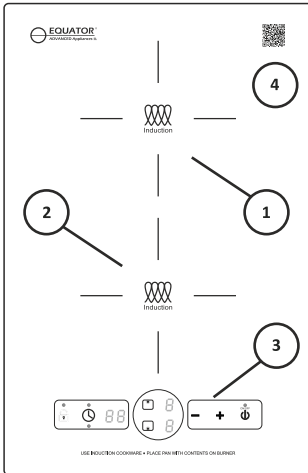 EQUATOR
ADVANCED Appliances
4
Induction
1
2
Induction
3
8
88
8
− +
USE INDUCTION COOKWARE • PLACE PAN WITH CONTENTS ON BURNER